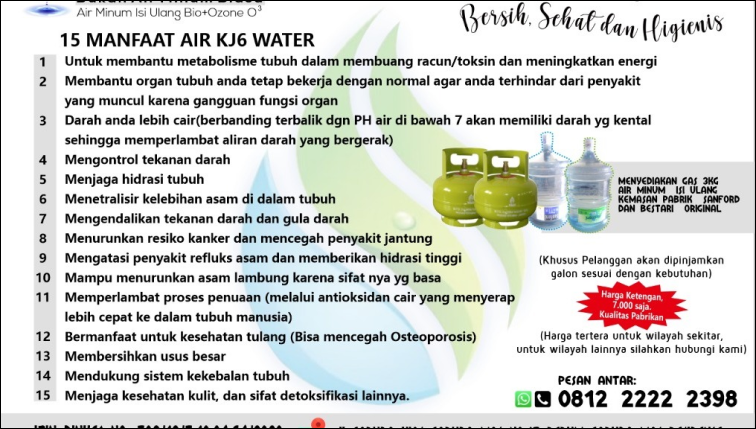 Air Minum Isi Ulang Bio+Ozone O³
Bersih, Sehat dan Higienis
15 MANFAAT AIR KJ6 WATER
1 Untuk membantu metabolisme tubuh dalam membuang racun/toksin dan meningkatkan energi
2 Membantu organ tubuh anda tetap bekerja dengan normal agar anda terhindar dari penyakit
yang muncul karena gangguan fungsi organ
3 Darah anda lebih cair(berbanding terbalik dgn PH air di bawah 7 akan memiliki darah yg kental
sehingga memperlambat aliran darah yang bergerak)
4 Mengontrol tekanan darah
5 Menjaga hidrasi tubuh
6 Menetralisir kelebihan asam di dalam tubuh
7 Mengendalikan tekanan darah dan gula darah
8 Menurunkan resiko kanker dan mencegah penyakit jantung
9 Mengatasi penyakit refluks asam dan memberikan hidrasi tinggi
10 Mampu menurunkan asam lambung karena sifat nya yg basa
11 Memperlambat proses penuaan (melalui antioksidan cair yang menyerap
lebih cepat ke dalam tubuh manusia)
12 Bermanfaat untuk kesehatan tulang (Bisa mencegah Osteoporosis)
13 Membersihkan usus besar
14 Mendukung sistem kekebalan tubuh
15 Menjaga kesehatan kulit, dan sifat detoksifikasi lainnya.
MENYEDIAKAN GAS 3KG
AIR MINUM ISI ULANG
KEMASAN PABRIK SANFORD
DAN BESTARI ORIGINAL
(Khusus Pelanggan akan dipinjamkan
galon sesuai dengan kebutuhan)
Harga Ketengan,
7.000 saja.
Kualitas Pabrikan
(Harga tertera untuk wilayah sekitar,
untuk wilayah lainnya silahkan hubungi kami)
PESAN ANTAR:
0812 2222 2398